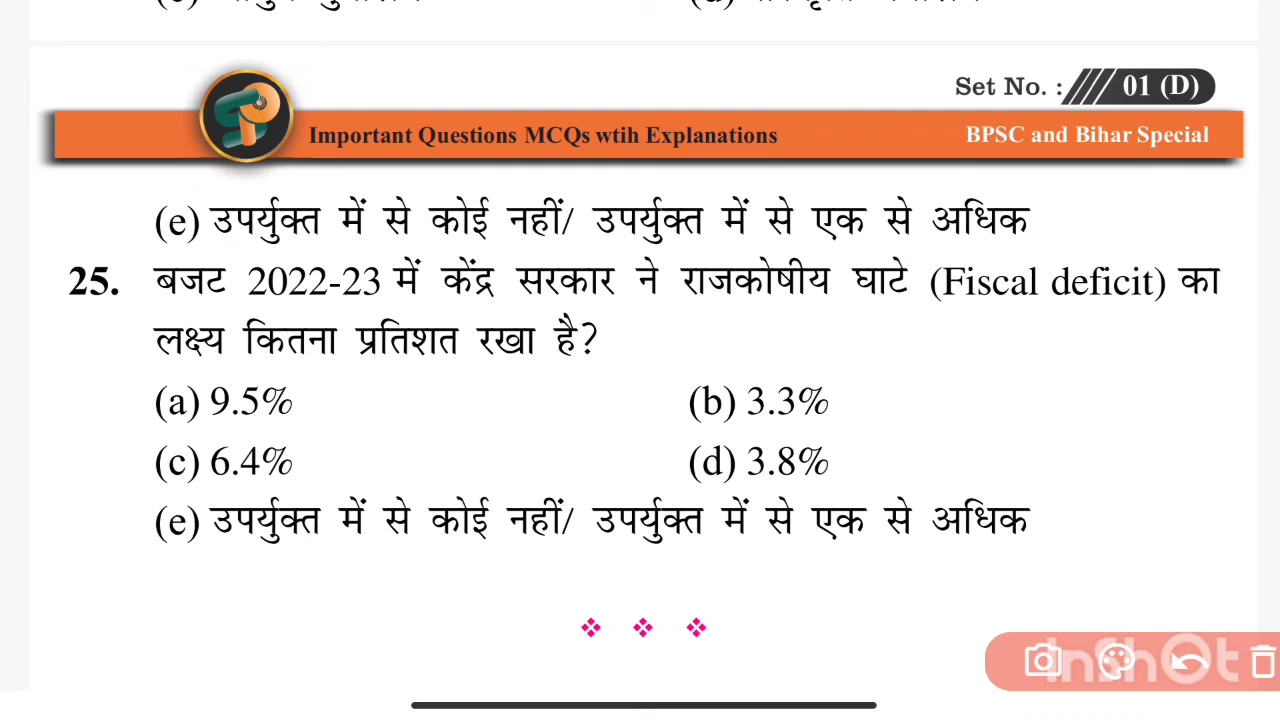 Set No. : 01 (D)
Important Questions MCQs wtih Explanations BPSC and Bihar Special
(e) उपर्युक्त में से कोई नहीं/ उपर्युक्त में से एक से अधिक
25. बजट 2022-23 में केंद्र सरकार ने राजकोषीय घाटे (Fiscal deficit) का
लक्ष्य कितना प्रतिशत रखा है?
(a) 9.5% (b) 3.3%
(c) 6.4% (d) 3.8%
(e) उपर्युक्त में से कोई नहीं/ उपर्युक्त में से एक से अधिक
InShOt